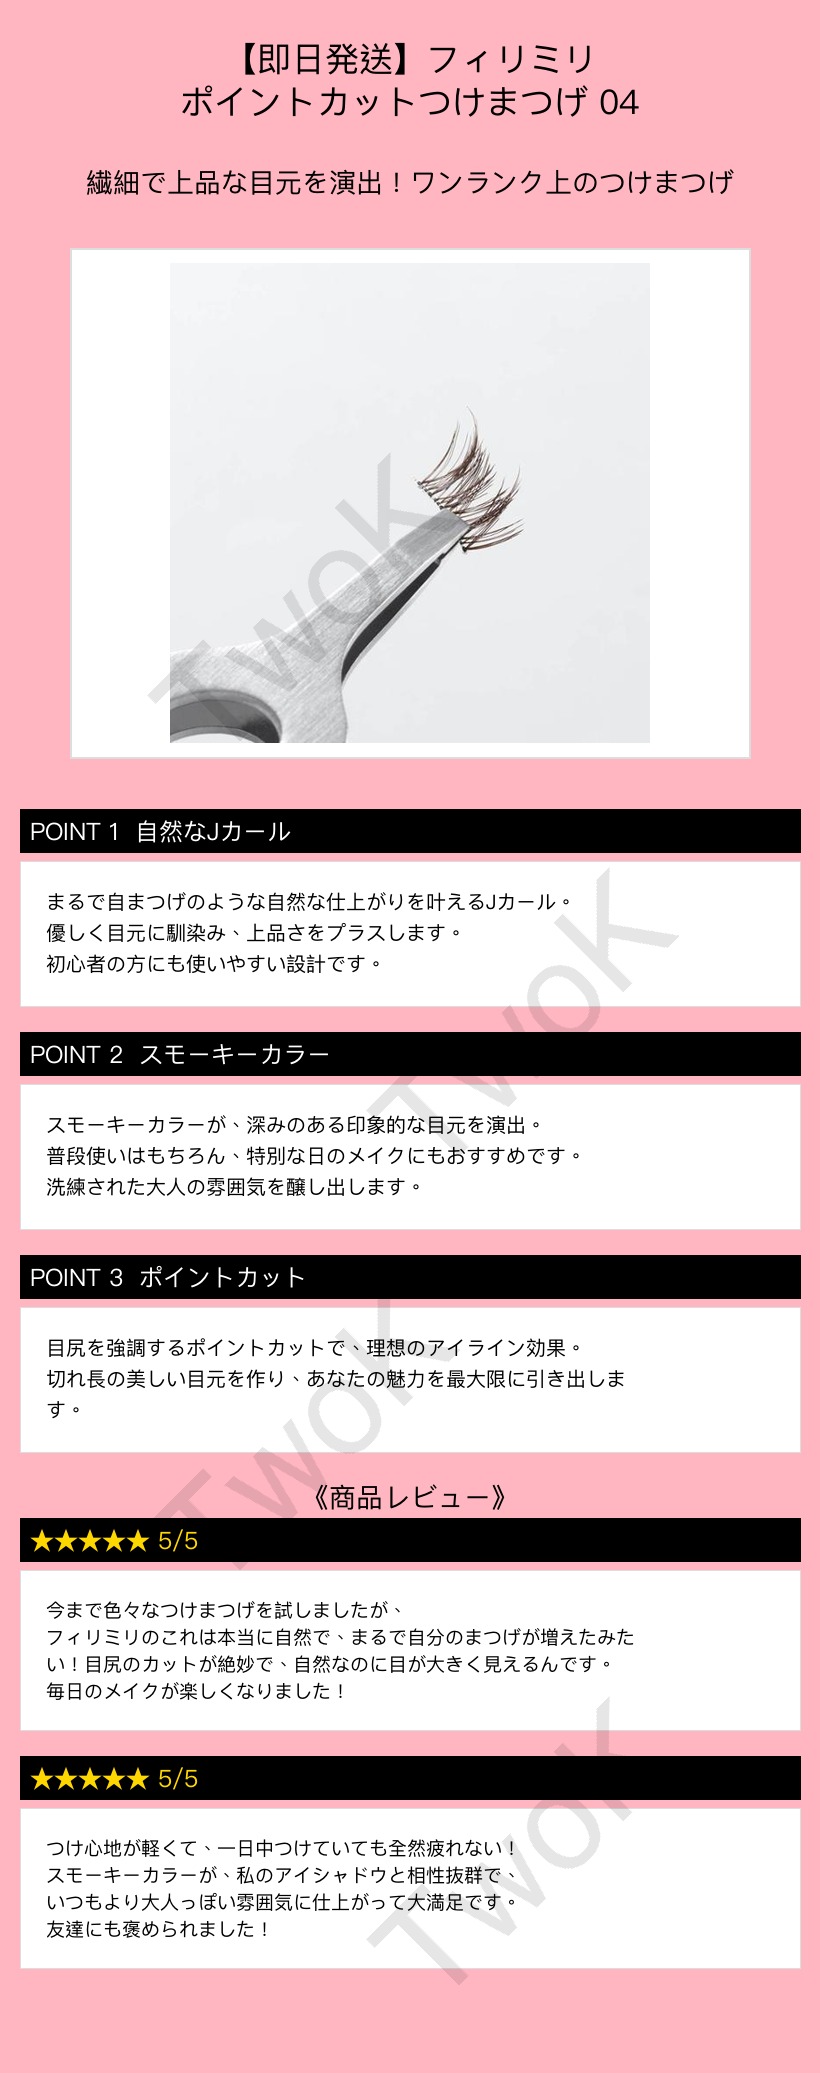 【即日発送】フィリミリ
ポイントカットつけまつげ 04
繊細で上品な目元を演出！ワンランク上のつけまつげ
TwoK
POINT 1 自然なJカール
まるで自まつげのような自然な仕上がりを叶えるJカール。
優しく目元に馴染み、上品さをプラスします。
初心者の方にも使いやすい設計です。
TwoK
POINT 2 スモーキーカラー
スモーキーカラーが、深みのある印象的な目元を演出。
普段使いはもちろん、特別な日のメイクにもおすすめです。
洗練された大人の雰囲気を醸し出します。
POINT 3 ポイントカット
目尻を強調するポイントカットで、理想のアイライン効果。
切れ長の美しい目元を作り、あなたの魅力を最大限に引き出しま
す。
TwoK
《商品レビュー》
★★★★★ 5/5
今まで色々なつけまつげを試しましたが、
フィリミリのこれは本当に自然で、まるで自分のまつげが増えたみた
い！目尻のカットが絶妙で、自然なのに目が大きく見えるんです。
毎日のメイクが楽しくなりました！
★★★★★ 5/5
つけ心地が軽くて、一日中つけていても全然疲れない！
スモーキーカラーが、私のアイシャドウと相性抜群で、
いつもより大人っぽい雰囲気に仕上がって大満足です。
友達にも褒められました！
TwoK